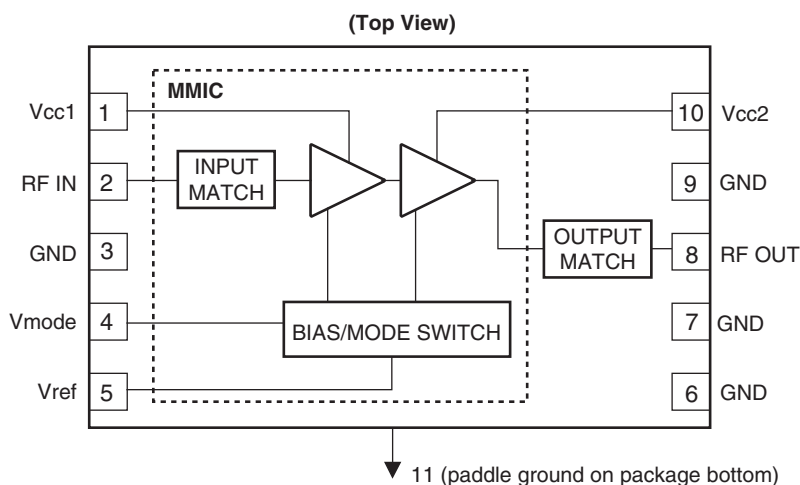 (Top View)
MMIC
Vcc1 1
10 Vcc2
RF IN 2
INPUT
MATCH
9 GND
GND 3
OUTPUT
MATCH
8 RF OUT
Vmode 4
BIAS/MODE SWITCH
7 GND
Vref 5
6 GND
11 (paddle ground on package bottom)